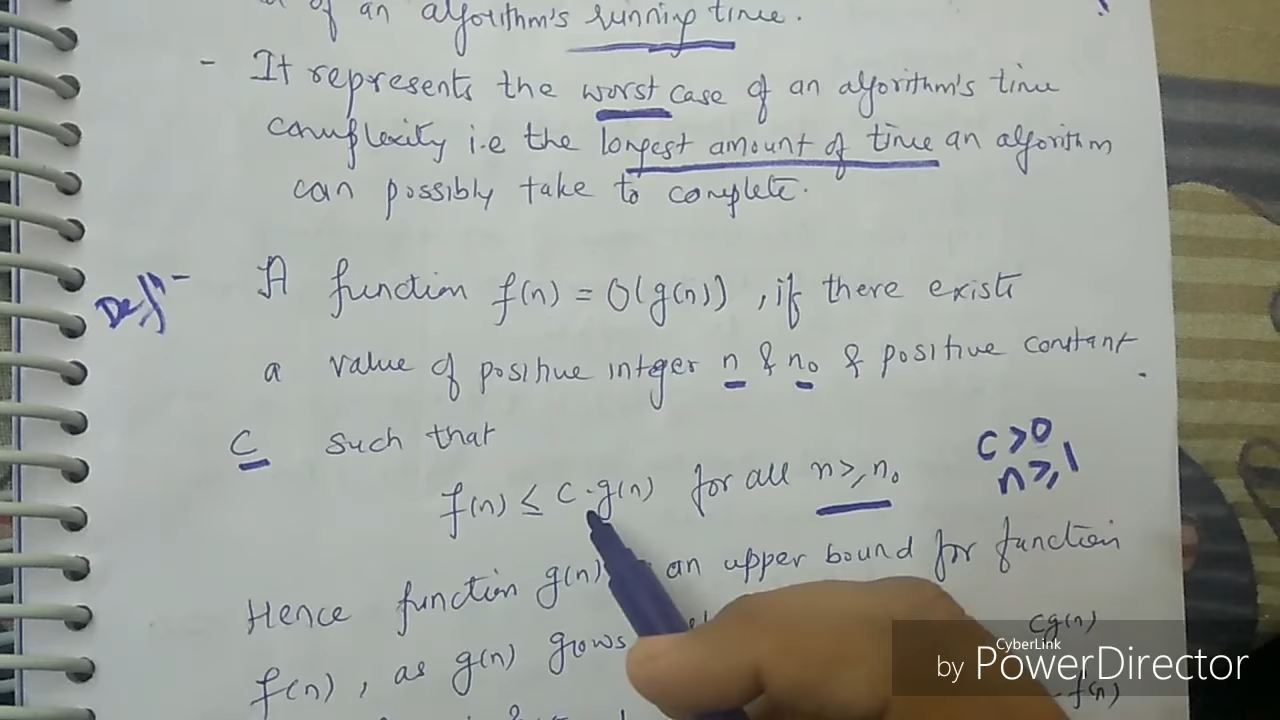 of an algorithm's running time.
- It represents the worst case of an algorithm's time
complexity i.e the longest amount of time an algorithm
can possibly take to complete.
Def - A function f(n) = O(g(n)), if there exists
a value of positive integer n & n₀ & positive constant
C such that
f(n) ≤ C·g(n) for all n ≥ n₀
c>0
n≥1
Hence function g(n) an upper bound for function
f(n), as g(n) grows
cg(n)
f(n)
CyberLink
by PowerDirector